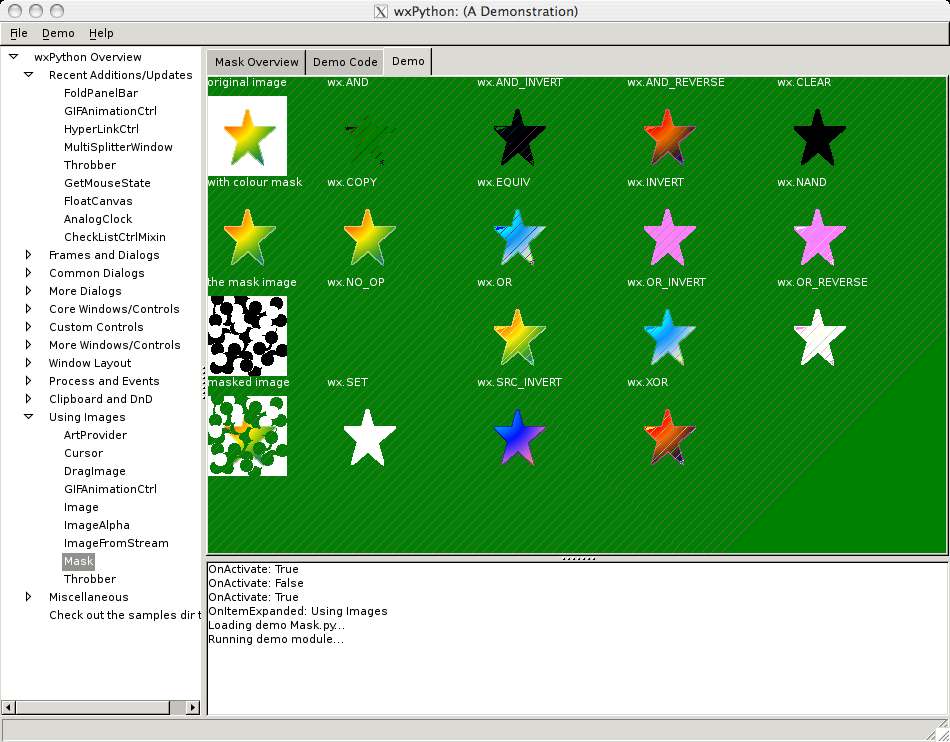 wxPython: (A Demonstration)
File Demo Help
wxPython Overview
Recent Additions/Updates
FoldPanelBar
GIFAnimationCtrl
HyperLinkCtrl
MultiSplitterWindow
Throbber
GetMouseState
FloatCanvas
AnalogClock
CheckListCtrlMixin
Frames and Dialogs
Common Dialogs
More Dialogs
Core Windows/Controls
Custom Controls
More Windows/Controls
Window Layout
Process and Events
Clipboard and DnD
Using Images
ArtProvider
Cursor
DragImage
GIFAnimationCtrl
Image
ImageAlpha
ImageFromStream
Mask
Throbber
Miscellaneous
Check out the samples dir t
Mask Overview Demo Code Demo
original image wx.AND wx.AND_INVERT wx.AND_REVERSE wx.CLEAR
with colour mask wx.COPY wx.EQUIV wx.INVERT wx.NAND
the mask image wx.NO_OP wx.OR wx.OR_INVERT wx.OR_REVERSE
masked image wx.SET wx.SRC_INVERT wx.XOR
OnActivate: True
OnActivate: False
OnActivate: True
OnItemExpanded: Using Images
Loading demo Mask.py...
Running demo module...